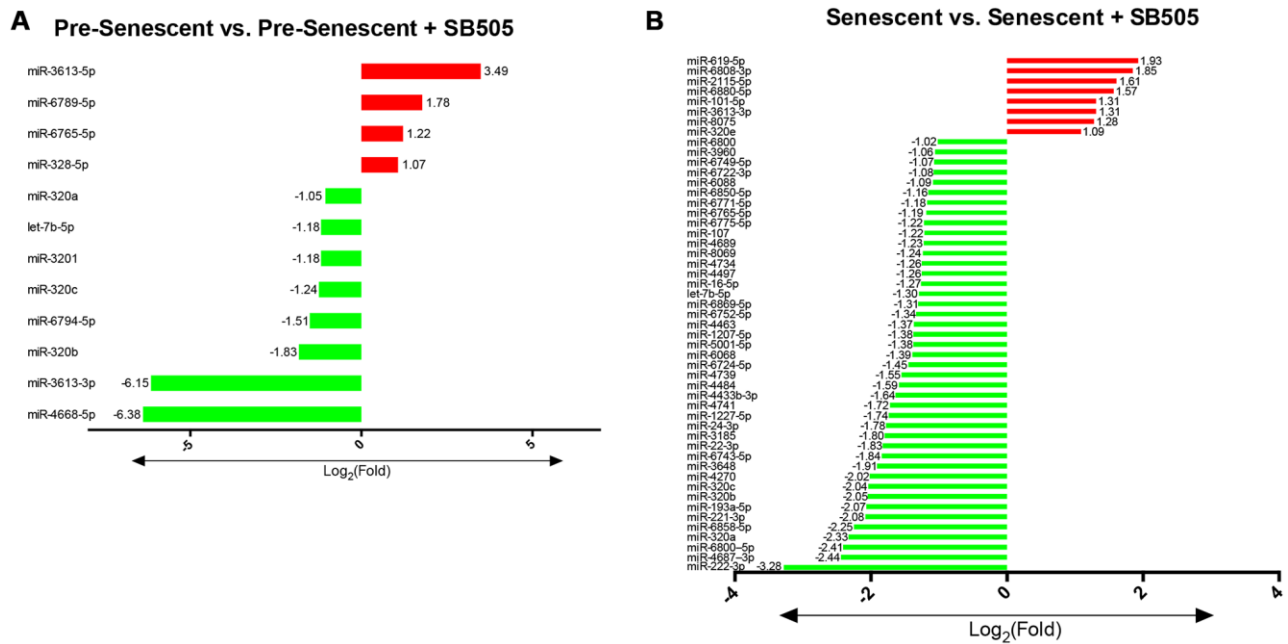 A
Pre-Senescent vs. Pre-Senescent + SB505
miR-3613-5p 3.49
miR-6789-5p 1.78
miR-6765-5p 1.22
miR-328-5p 1.07
miR-320a -1.05
let-7b-5p -1.18
miR-3201 -1.18
miR-320c -1.24
miR-6794-5p -1.51
miR-320b -1.83
miR-3613-3p -6.15
miR-4668-5p -6.38
-5 0 5
Log2(Fold)
B
Senescent vs. Senescent + SB505
miR-619-5p 1.93
miR-6808-3p 1.85
miR-2115-5p 1.61
miR-6880-5p 1.57
miR-101-5p 1.31
miR-3613-3p 1.31
miR-8075 1.28
miR-320e 1.09
miR-6800 -1.02
miR-3960 -1.06
miR-6749-5p -1.07
miR-6722-3p -1.08
miR-6088 -1.09
miR-6850-5p -1.16
miR-6771-5p -1.18
miR-6765-5p -1.19
miR-6775-5p -1.22
miR-107 -1.22
miR-4689 -1.23
miR-8069 -1.24
miR-4734 -1.26
miR-4497 -1.26
miR-16-5p -1.27
let-7b-5p -1.30
miR-6869-5p -1.31
miR-6752-5p -1.34
miR-4463 -1.37
miR-1207-5p -1.38
miR-5001-5p -1.38
miR-6068 -1.39
miR-6724-5p -1.45
miR-4739 -1.55
miR-4484 -1.59
miR-4433b-3p -1.64
miR-4741 -1.72
miR-1227-5p -1.74
miR-24-3p -1.78
miR-3185 -1.80
miR-22-3p -1.83
miR-6743-5p -1.84
miR-3648 -1.91
miR-4270 -2.02
miR-320c -2.04
miR-320b -2.05
miR-193a-5p -2.07
miR-221-3p -2.08
miR-6858-5p -2.25
miR-320a -2.33
miR-6800–5p -2.41
miR-4687–3p -2.44
miR-222-3p -3.28
-4 -2 0 2 4
Log2(Fold)